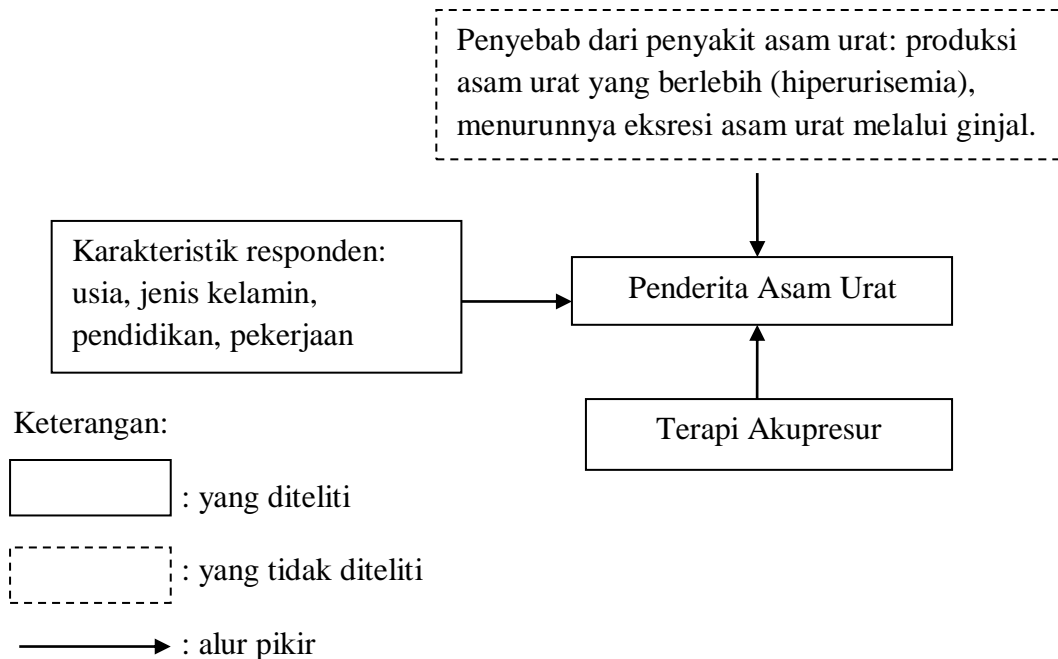 Penyebab dari penyakit asam urat: produksi
asam urat yang berlebih (hiperurisemia),
menurunnya eksresi asam urat melalui ginjal.
Karakteristik responden:
usia, jenis kelamin,
pendidikan, pekerjaan
Penderita Asam Urat
Terapi Akupresur
Keterangan:
: yang diteliti
: yang tidak diteliti
: alur pikir